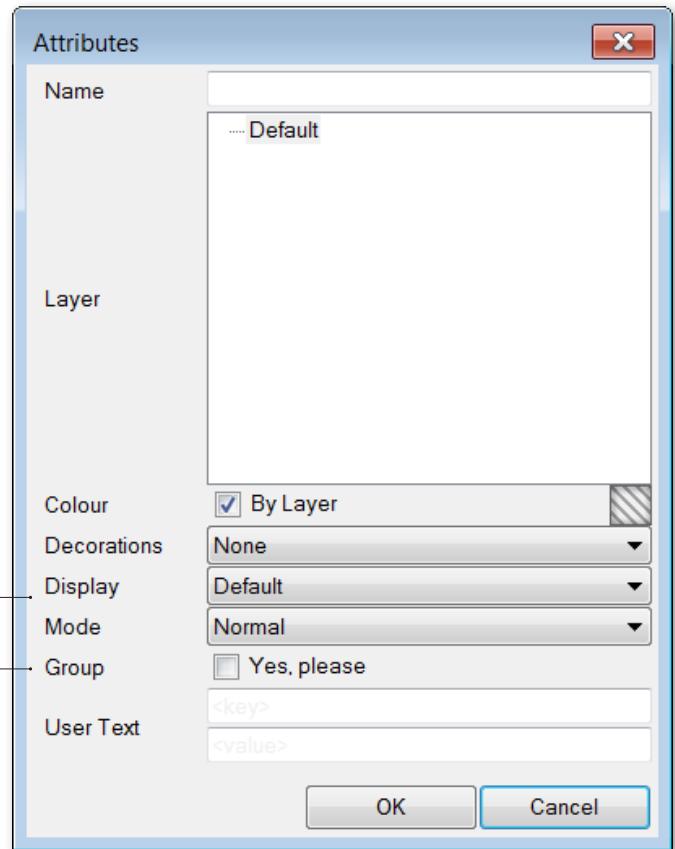 Attributes
Name
Default
Layer
Colour By Layer
Decorations None
Display Default
Mode Normal
Group Yes, please
<key>
User Text
<value>
OK Cancel